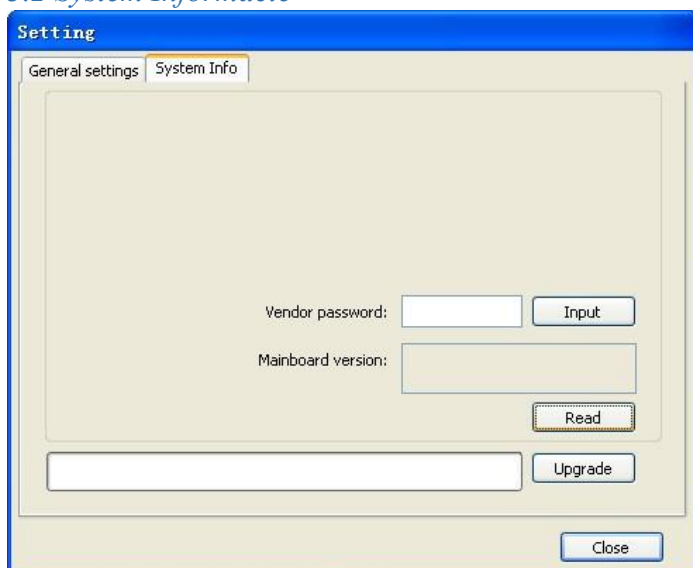 Setting
General settings System Info
Vendor password: Input
Mainboard version:
Read
Upgrade
Close